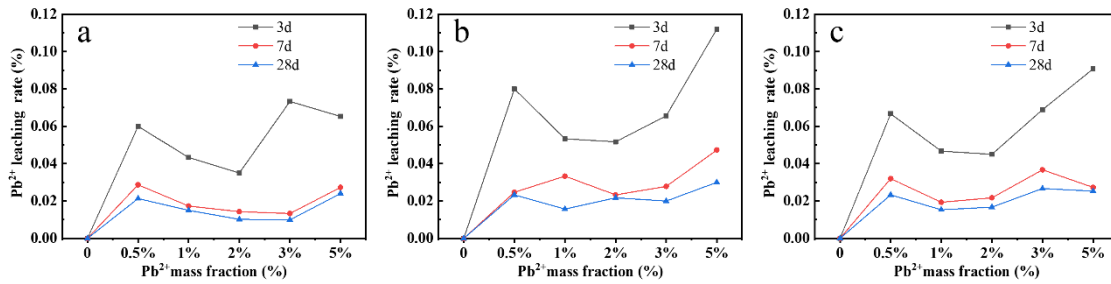 a
3d
7d
28d
0.12
0.10
0.08
0.06
0.04
0.02
0.00
Pb²⁺ leaching rate (%)
0 0.5% 1% 2% 3% 5%
Pb²⁺mass fraction (%)
b
3d
7d
28d
0.12
0.10
0.08
0.06
0.04
0.02
0.00
Pb²⁺ leaching rate (%)
0 0.5% 1% 2% 3% 5%
Pb²⁺mass fraction (%)
c
3d
7d
28d
0.12
0.10
0.08
0.06
0.04
0.02
0.00
Pb²⁺ leaching rate (%)
0 0.5% 1% 2% 3% 5%
Pb²⁺mass fraction (%)